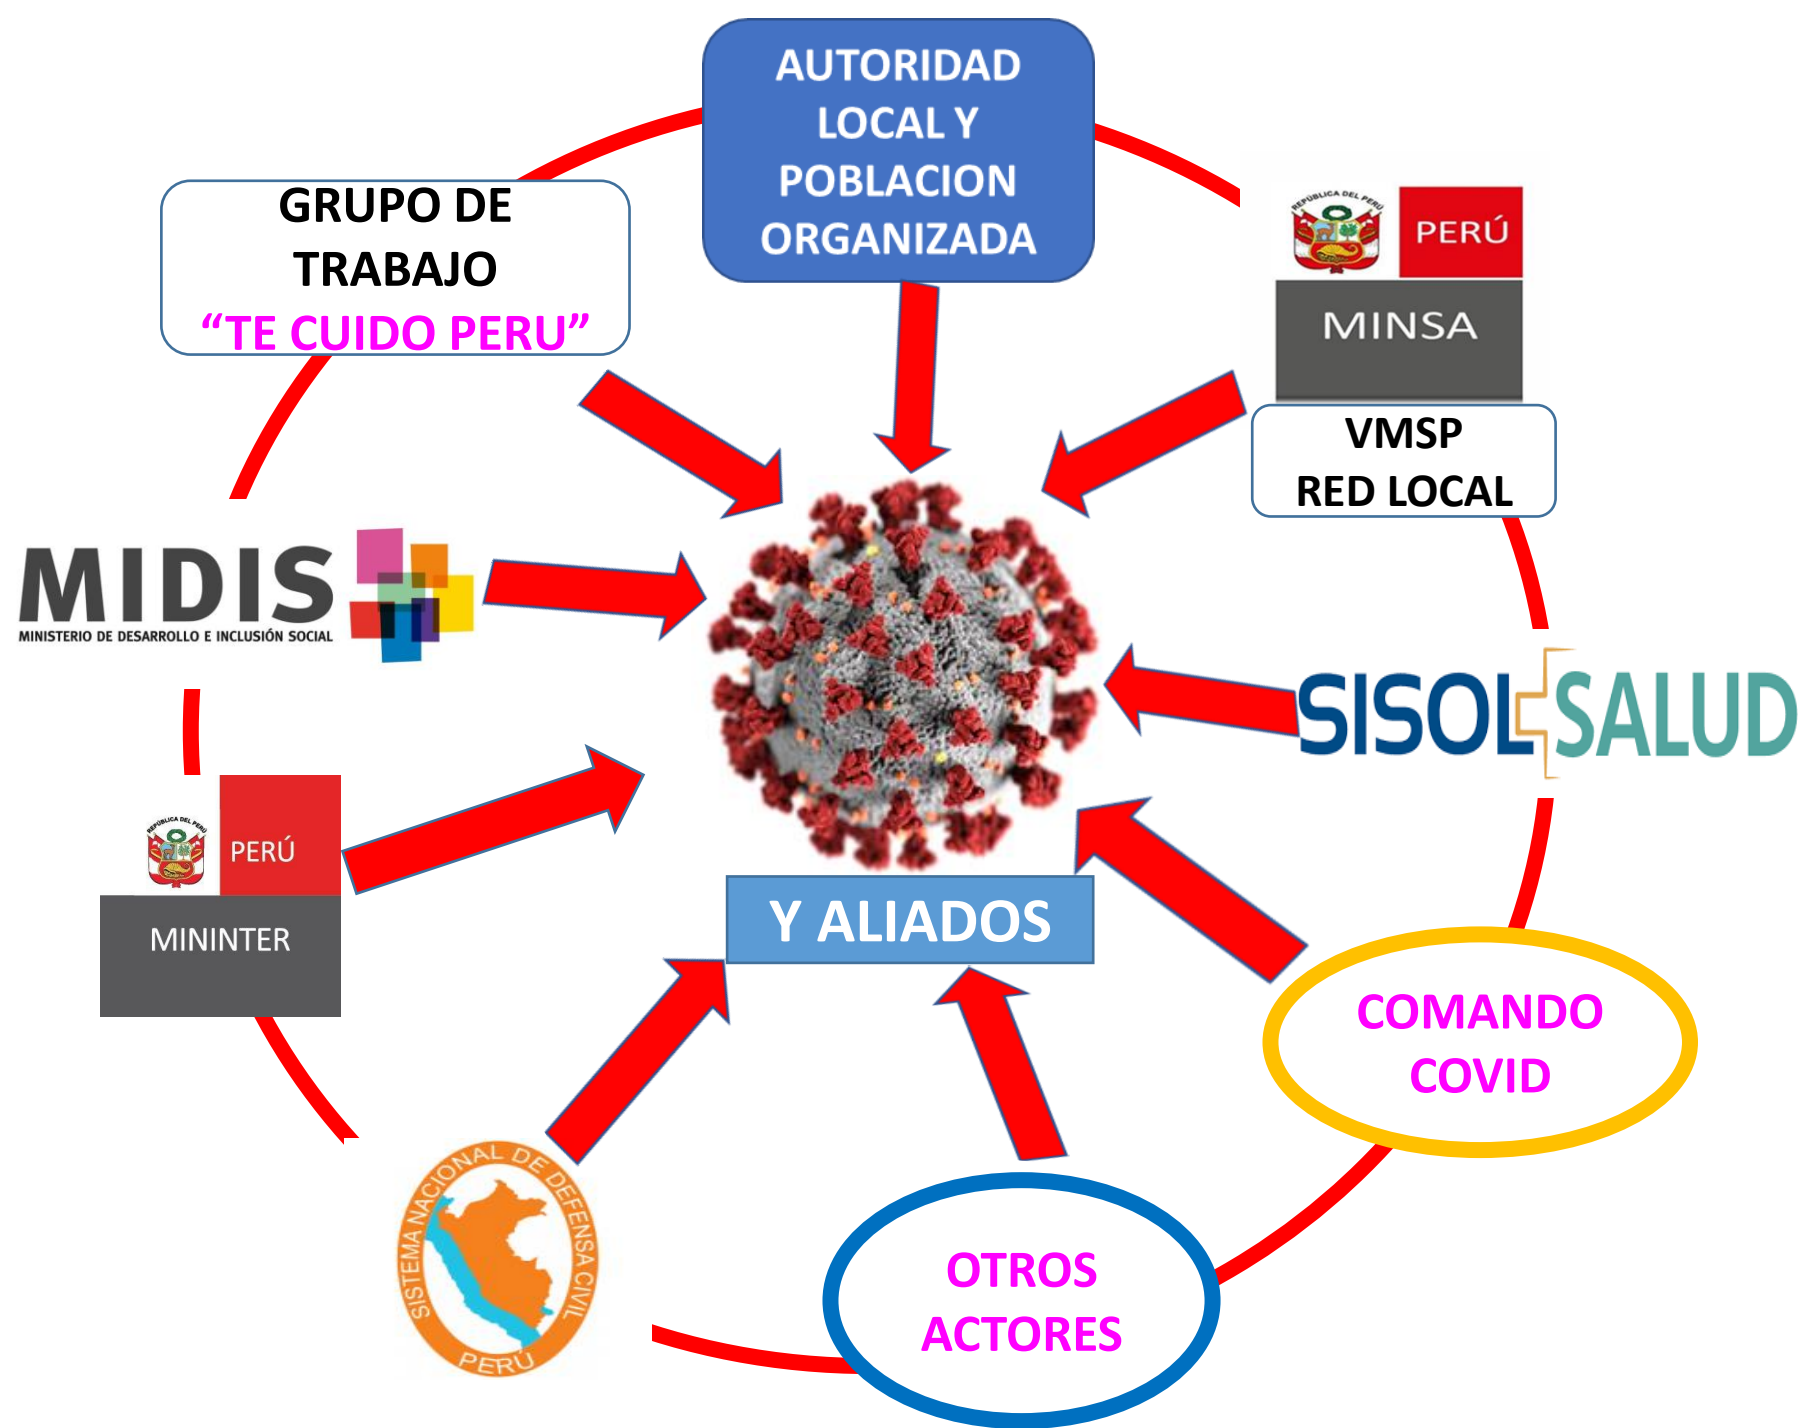 AUTORIDAD
LOCAL Y
POBLACION
ORGANIZADA
GRUPO DE
TRABAJO
“TE CUIDO PERU”
REPÚBLICA DEL PERÚ
PERÚ
MINSA
VMSP
RED LOCAL
MIDIS
MINISTERIO DE DESARROLLO E INCLUSIÓN SOCIAL
SISOL SALUD
REPÚBLICA DEL PERÚ
PERÚ
MININTER
Y ALIADOS
COMANDO
COVID
SISTEMA NACIONAL DE DEFENSA CIVIL
PERÚ
OTROS
ACTORES